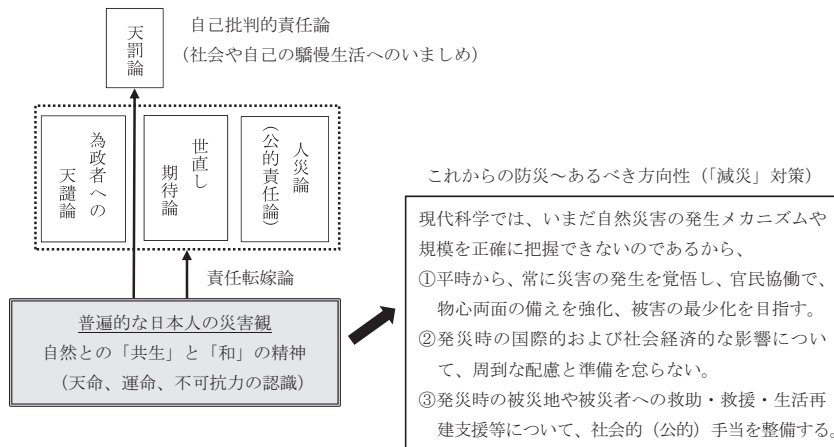 天罰論
自己批判的責任論
(社会や自己の驕慢生活へのいましめ)
為政者への
天譴論
世直し
期待論
人災論
(公的責任論)
責任転嫁論
普遍的な日本人の災害観
自然との「共生」と「和」の精神
(天命、運命、不可抗力の認識)
これからの防災～あるべき方向性(「減災」対策)
現代科学では、いまだ自然災害の発生メカニズムや
規模を正確に把握できないのであるから、
①平時から、常に災害の発生を覚悟し、官民協働で、
物心両面の備えを強化、被害の最少化を目指す。
②発災時の国際的および社会経済的な影響につい
て、周到な配慮と準備を怠らない。
③発災時の被災地や被災者への救助・救援・生活再
建支援等について、社会的(公的)手当を整備する。